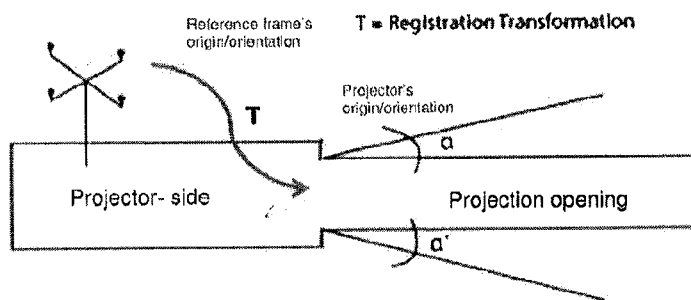 Reference frame's
origin/orientation
T = Registration Transformation
Projector's
origin/orientation
T
α
Projector- side
Projection opening
α'